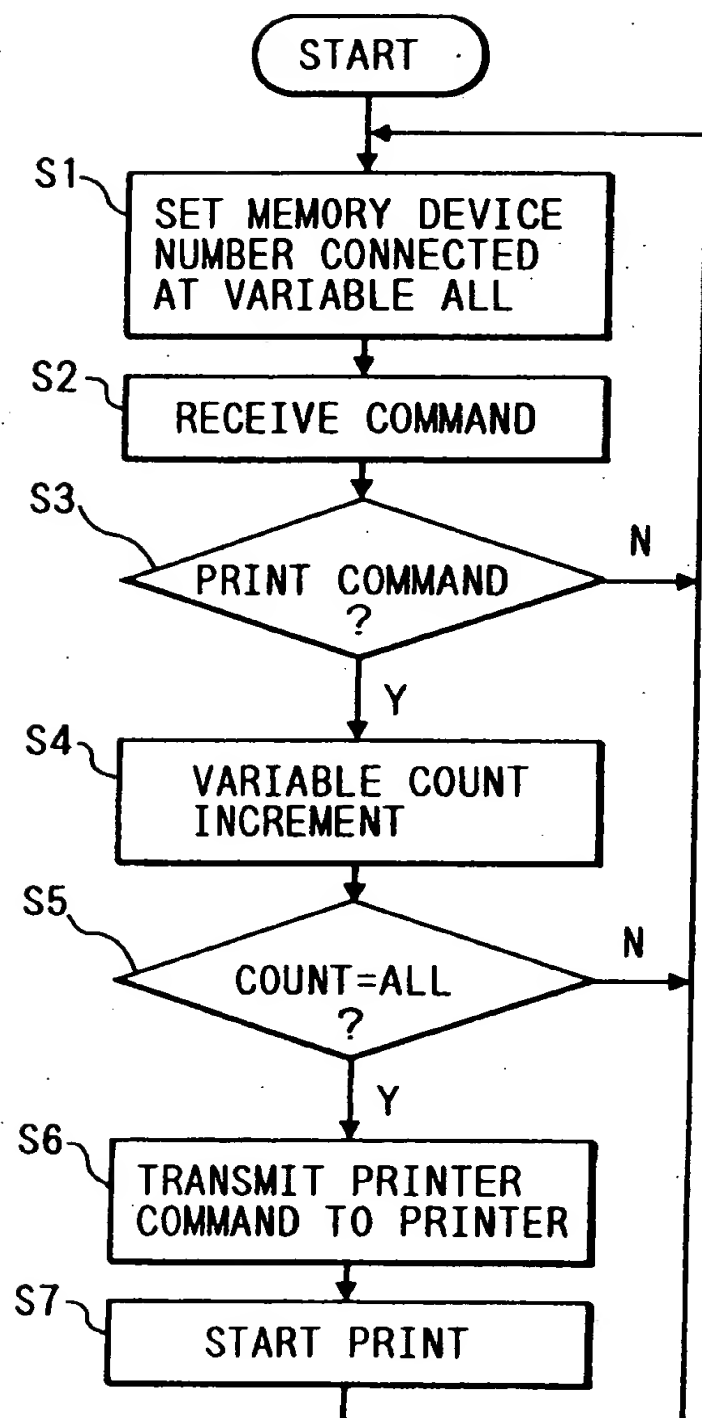 START
S1
SET MEMORY DEVICE
NUMBER CONNECTED
AT VARIABLE ALL
S2
RECEIVE COMMAND
S3
PRINT COMMAND
?
N
Y
S4
VARIABLE COUNT
INCREMENT
S5
COUNT=ALL
?
N
Y
S6
TRANSMIT PRINTER
COMMAND TO PRINTER
S7
START PRINT